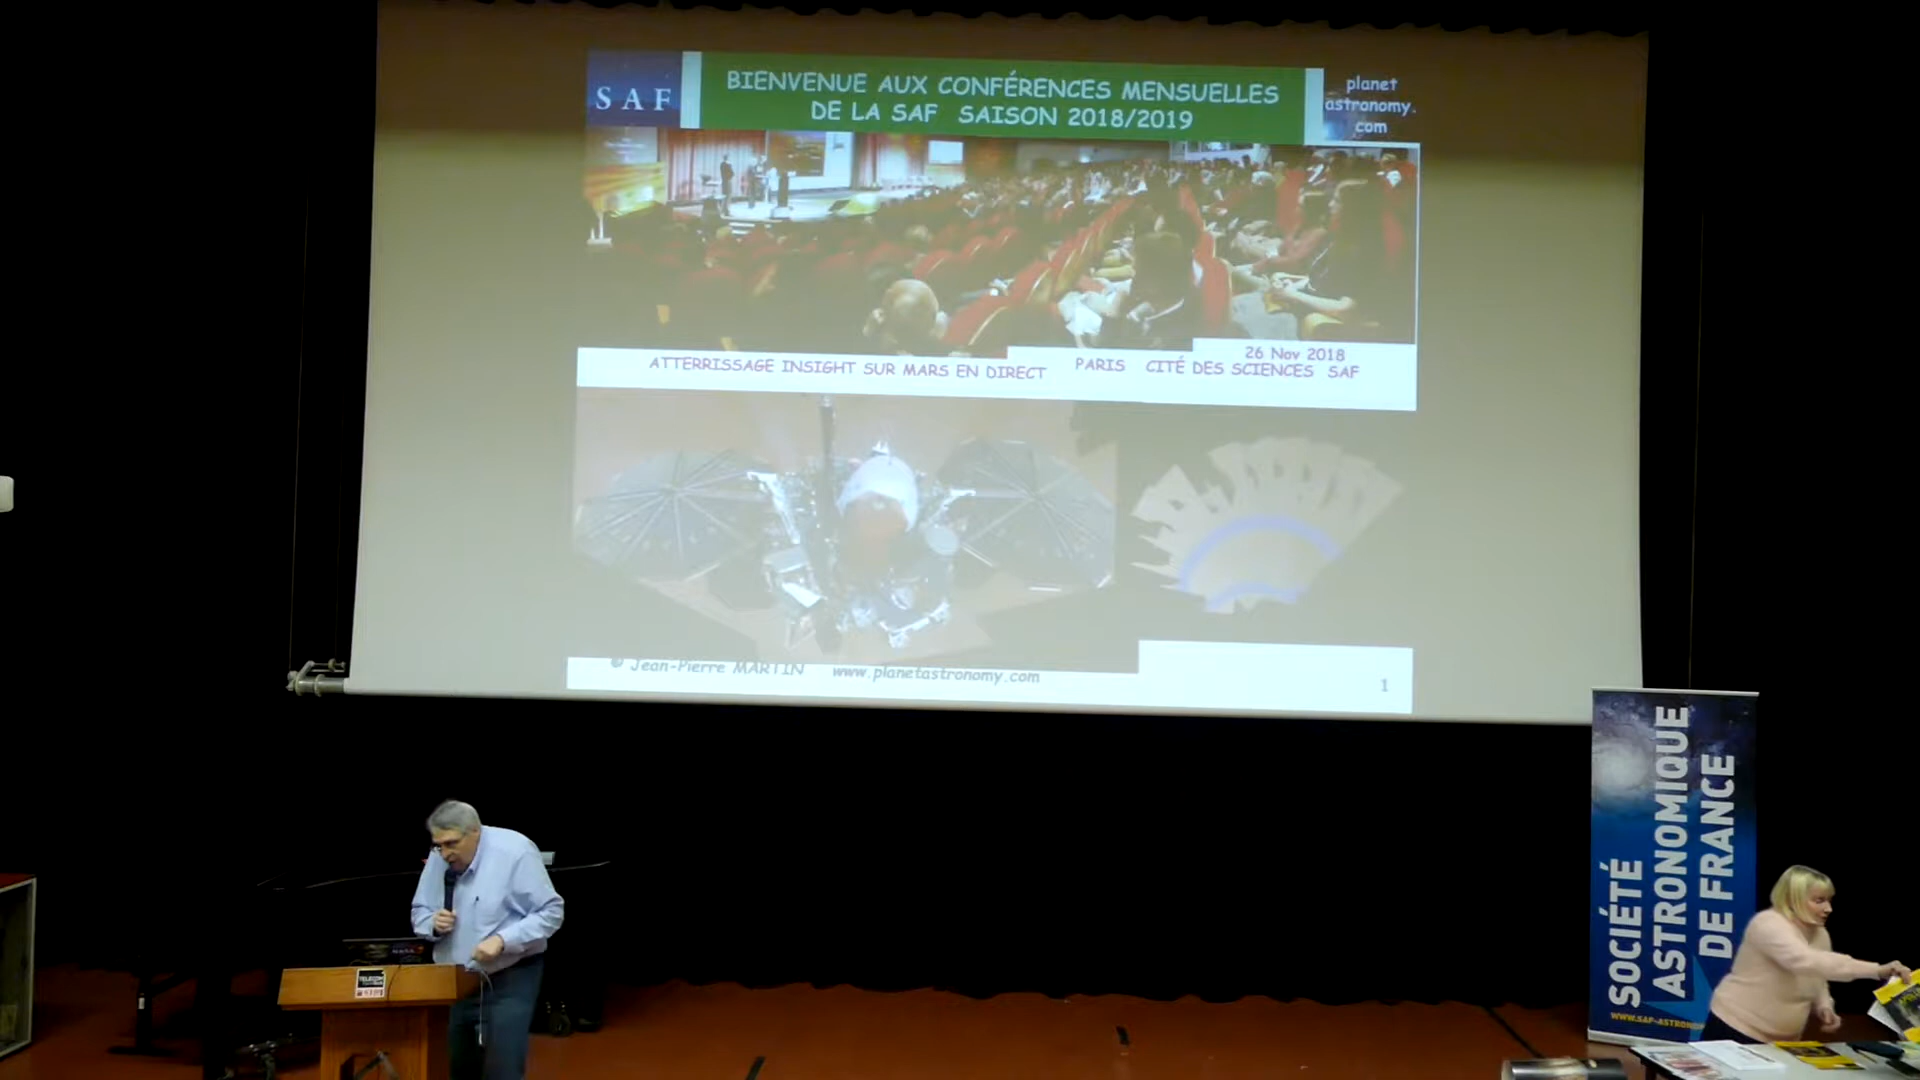 SAF
BIENVENUE AUX CONFÉRENCES MENSUELLES
DE LA SAF SAISON 2018/2019
planet
astronomy.
com
26 Nov 2018
ATTERRISSAGE INSIGHT SUR MARS EN DIRECT PARIS CITÉ DES SCIENCES SAF
© Jean-Pierre MARTIN www.planetastronomy.com
1
SOCIÉTÉ
ASTRONOMIQUE
DE FRANCE
TELECOM